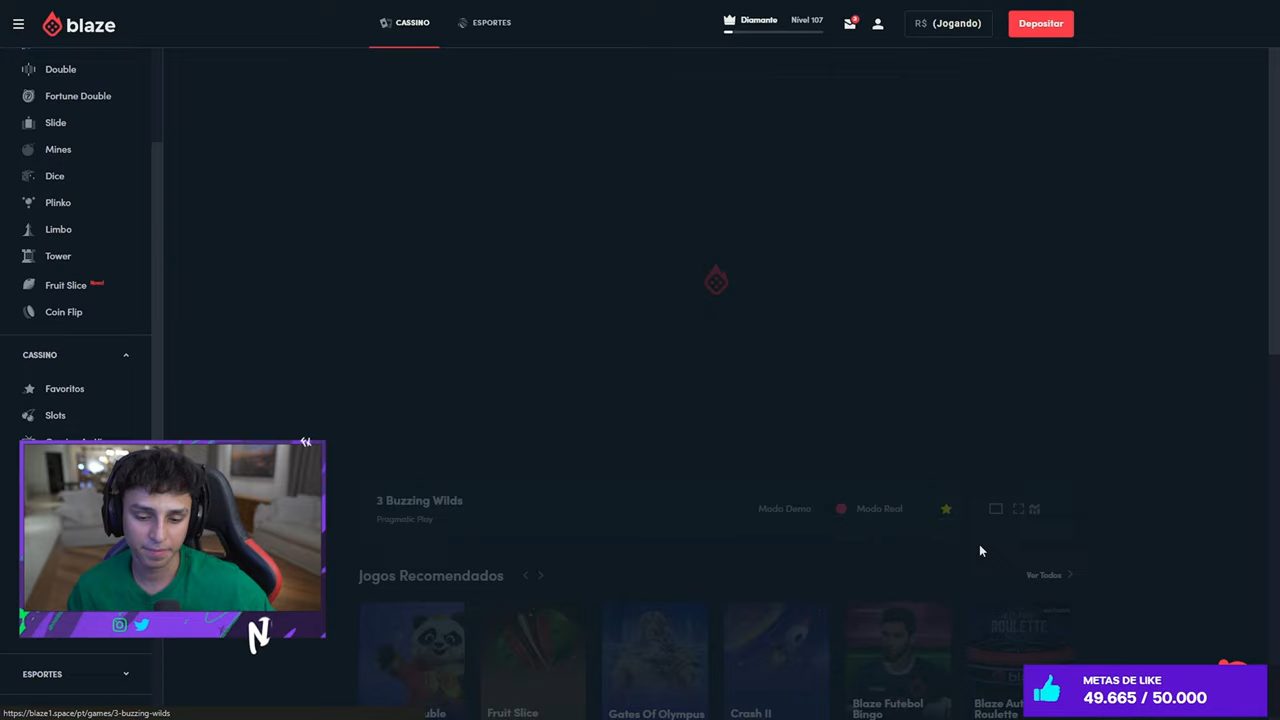 blaze
CASSINO
ESPORTES
Diamante
Nível 107
3
R$ (Jogando)
Depositar
Double
Fortune Double
Slide
Mines
Dice
Plinko
Limbo
Tower
Fruit Slice
Coin Flip
CASSINO
Favoritos
Slots
ESPORTES
3 Buzzing Wilds
Pragmatic Play
Modo Demo
Modo Real
Jogos Recomendados
Ver Todos
Fruit Slice
Gates Of Olympus
Crash II
Blaze Futebol
Bingo
ROULETTE
Roulette
METAS DE LIKE
49.665 / 50.000
https://blaze1.space/pt/games/3-buzzing-wilds